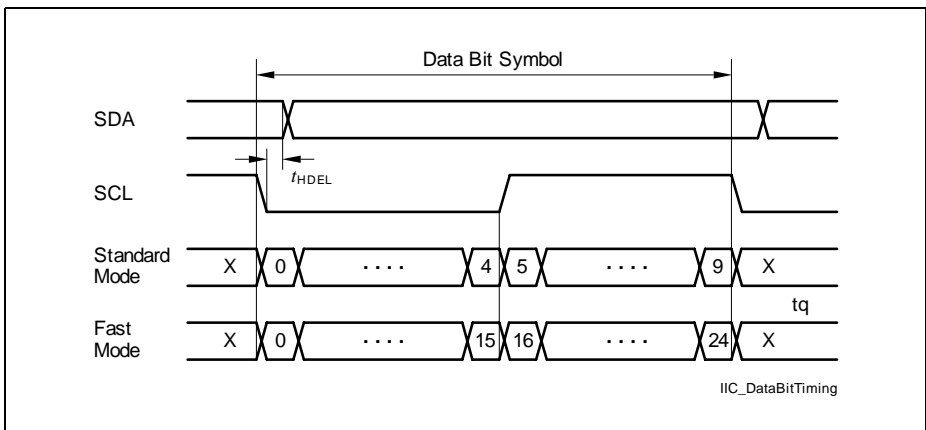 Data Bit Symbol
SDA
tHDEL
SCL
Standard Mode X 0 .... 4 5 .... 9 X
tq
Fast Mode X 0 .... 15 16 .... 24 X
IIC_DataBitTiming